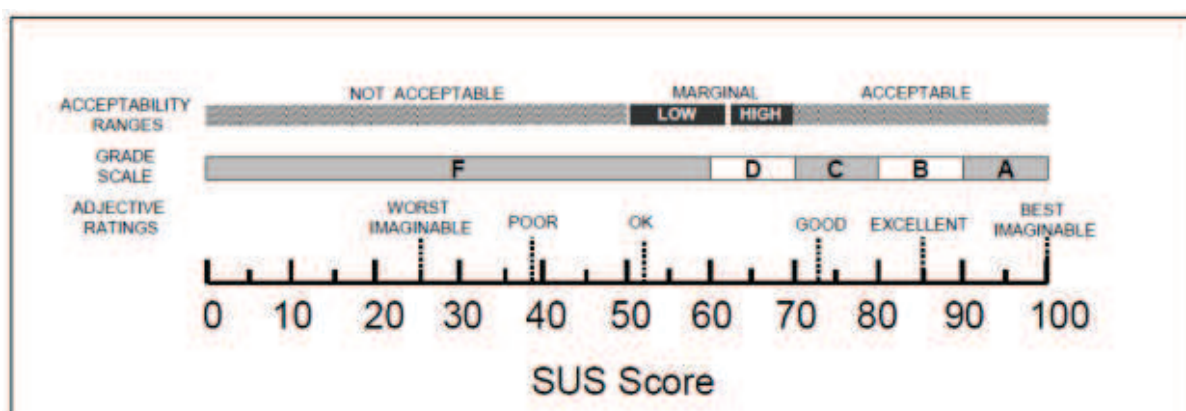 NOT ACCEPTABLE MARGINAL ACCEPTABLE
ACCEPTABILITY
RANGES
LOW HIGH
GRADE
SCALE
F D C B A
ADJECTIVE
RATINGS
WORST
IMAGINABLE
POOR
OK
GOOD
EXCELLENT
BEST
IMAGINABLE
0 10 20 30 40 50 60 70 80 90 100
SUS Score